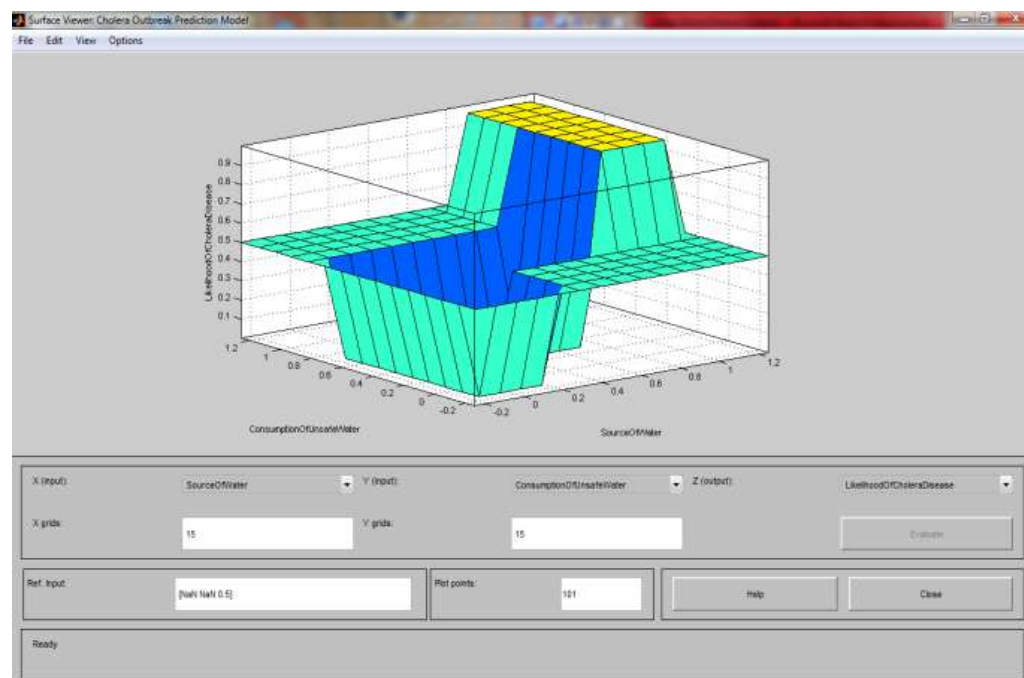 Surface Viewer: Cholera Outbreak Prediction Model
File Edit View Options
LikelihoodOfCholeraDisease
0.9
0.8
0.7
0.6
0.5
0.4
0.3
0.2
0.1
1.2
1
0.8
0.6
0.4
0.2
0
-0.2
-0.2
0
0.2
0.4
0.6
0.8
1
1.2
ConsumptionOfUnsafeWater
SourceOfWater
X (input): SourceOfWater Y (input): ConsumptionOfUnsafeWater Z (output): LikelihoodOfCholeraDisease
X grids: 15 Y grids: 15 Evaluate
Ref. Input: [NaN NaN 0.5] Plot points: 101 Help Close
Ready